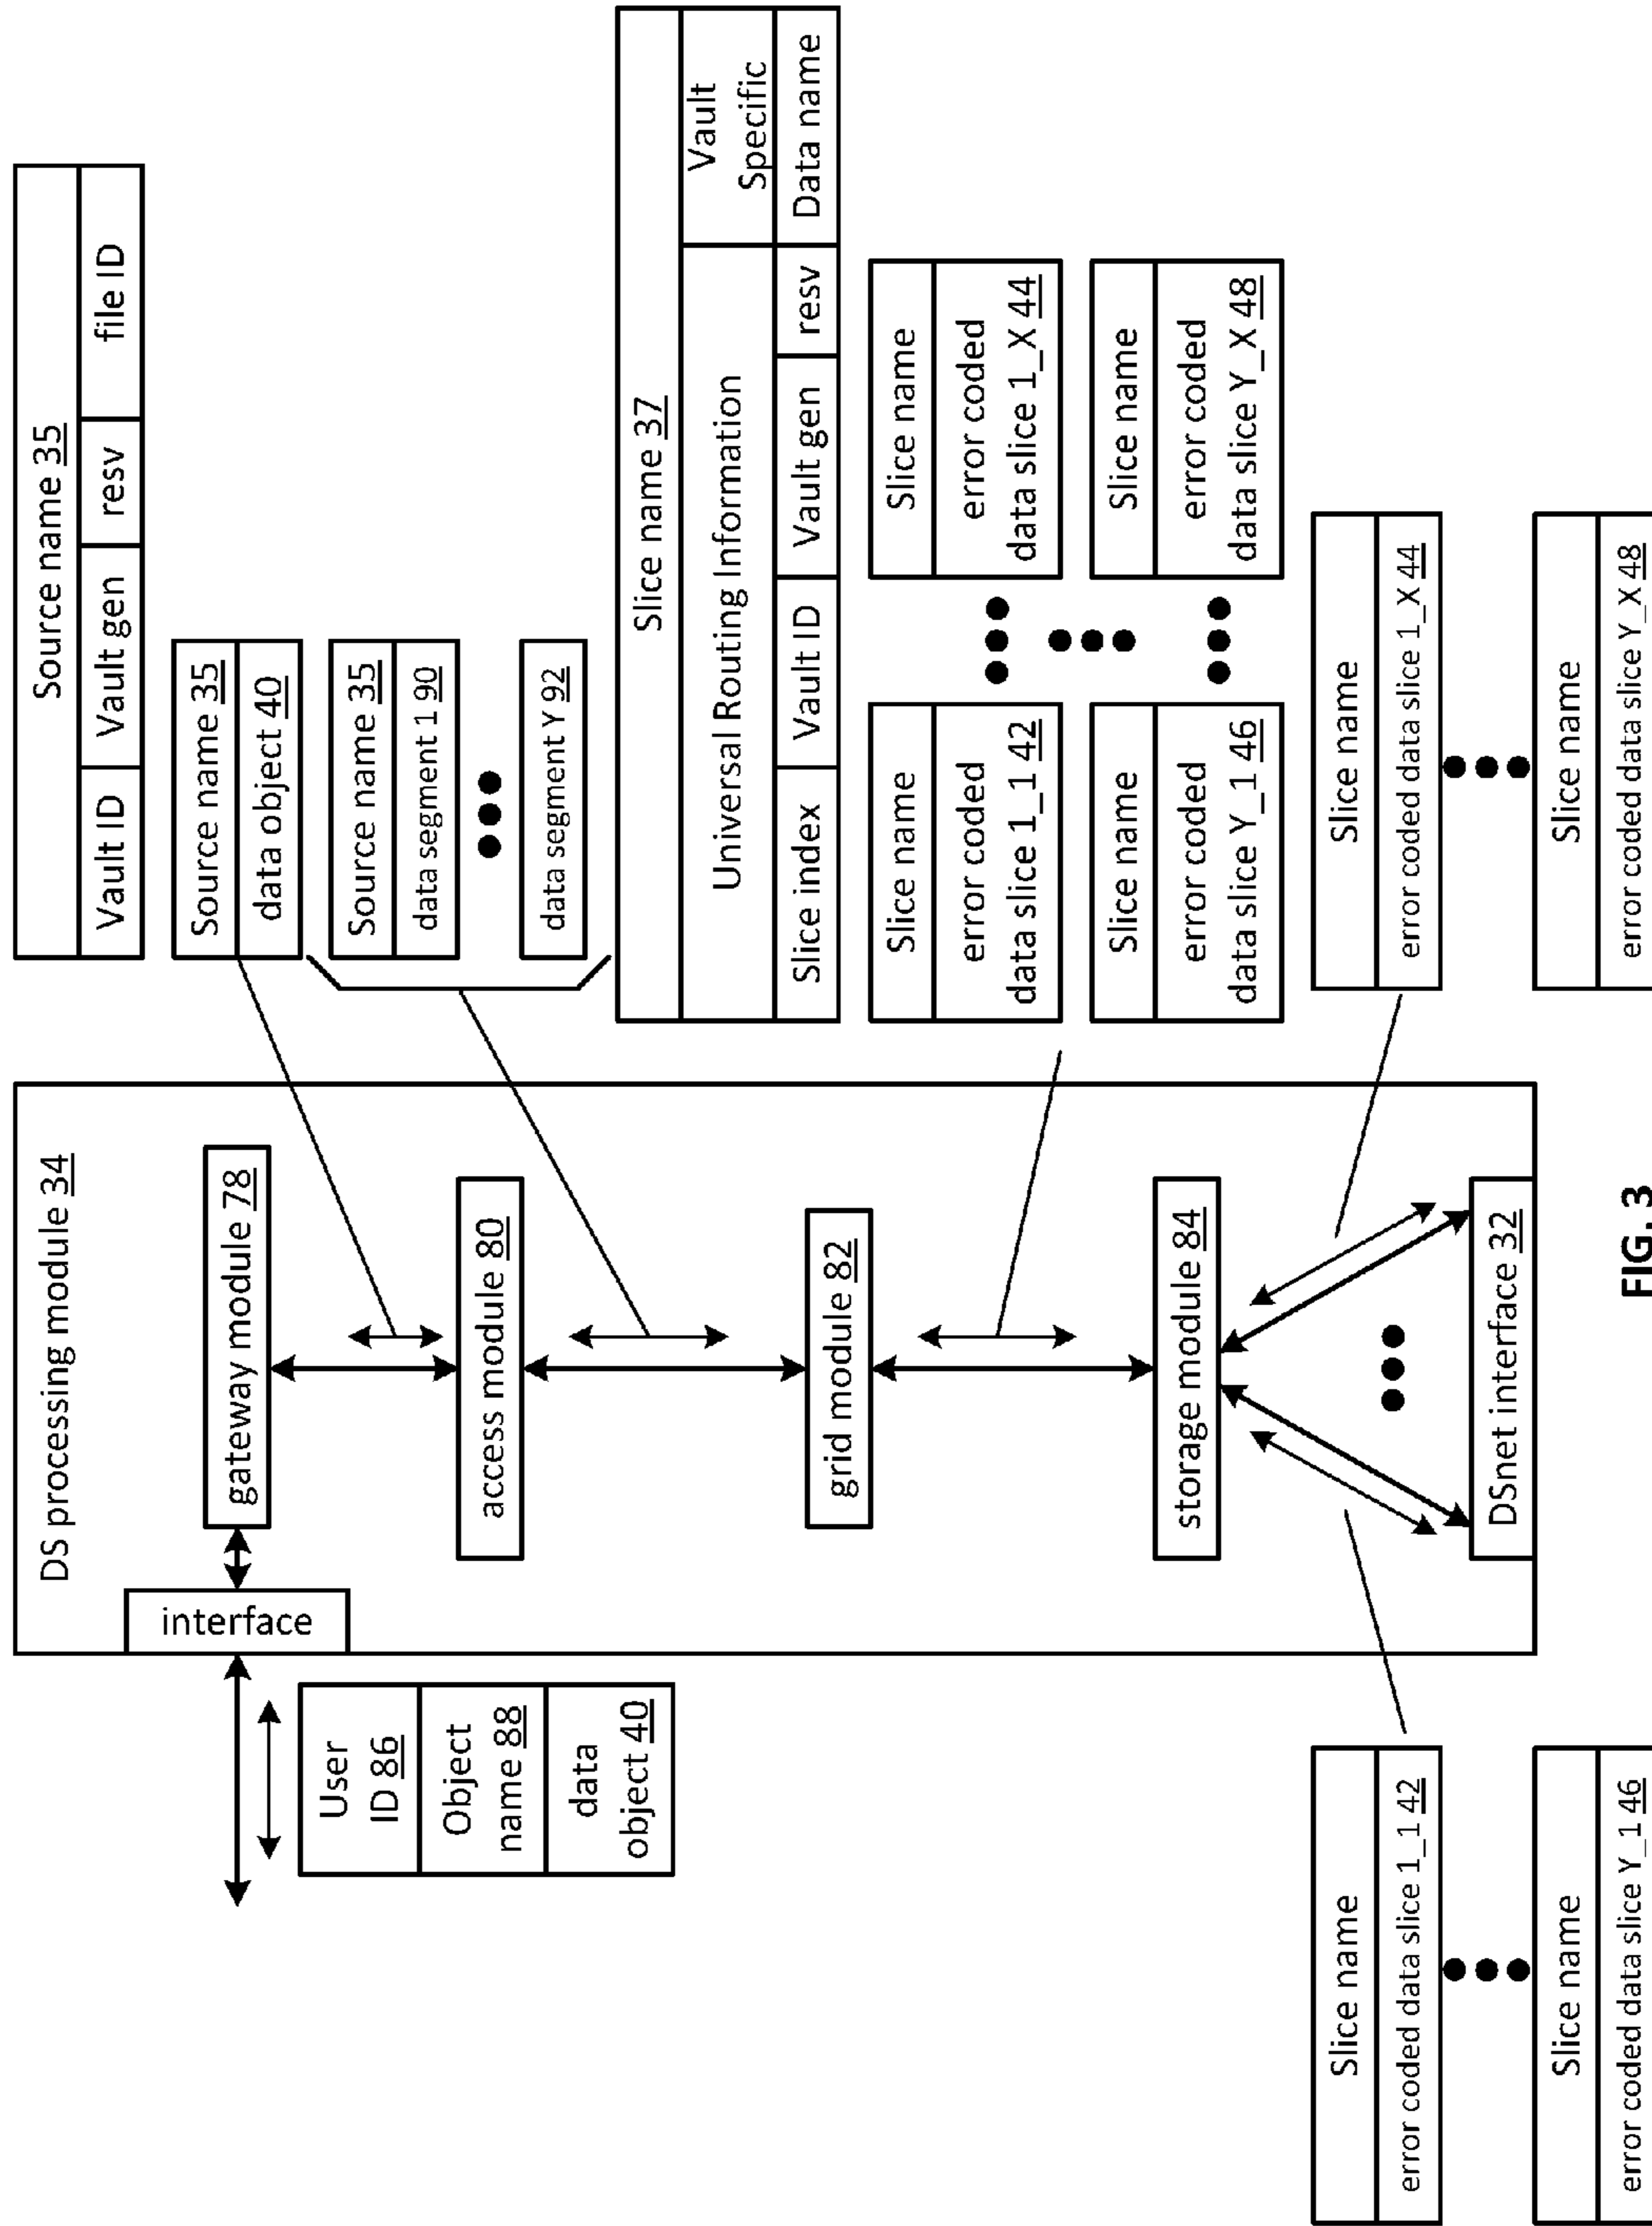 DS processing module 34
interface
gateway module 78
access module 80
grid module 82
storage module 84
DSnet interface 32
User
ID 86
Object
name 88
data
object 40
Source name 35
Vault ID
Vault gen
resv
file ID
Source name 35
data object 40
Source name 35
data segment 1 90
data segment Y 92
Slice name 37
Universal Routing Information
Vault
Specific
Slice index
Vault ID
Vault gen
resv
Data name
Slice name
error coded
data slice 1_1 42
Slice name
error coded
data slice 1_X 44
Slice name
error coded
data slice Y_1 46
Slice name
error coded
data slice Y_X 48
Slice name
error coded data slice 1_1 42
Slice name
error coded data slice Y_1 46
Slice name
error coded data slice 1_X 44
Slice name
error coded data slice Y_X 48
FIG. 3